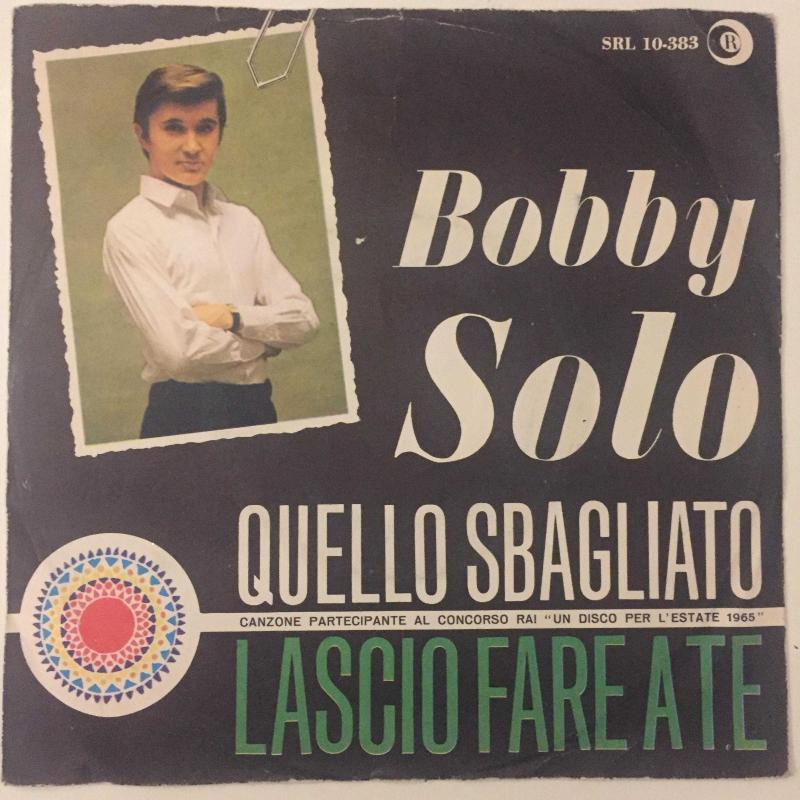 SRL 10-383 R
Bobby
Solo
QUELLO SBAGLIATO
CANZONE PARTECIPANTE AL CONCORSO RAI "UN DISCO PER L'ESTATE 1965"
LASCIO FARE A TE